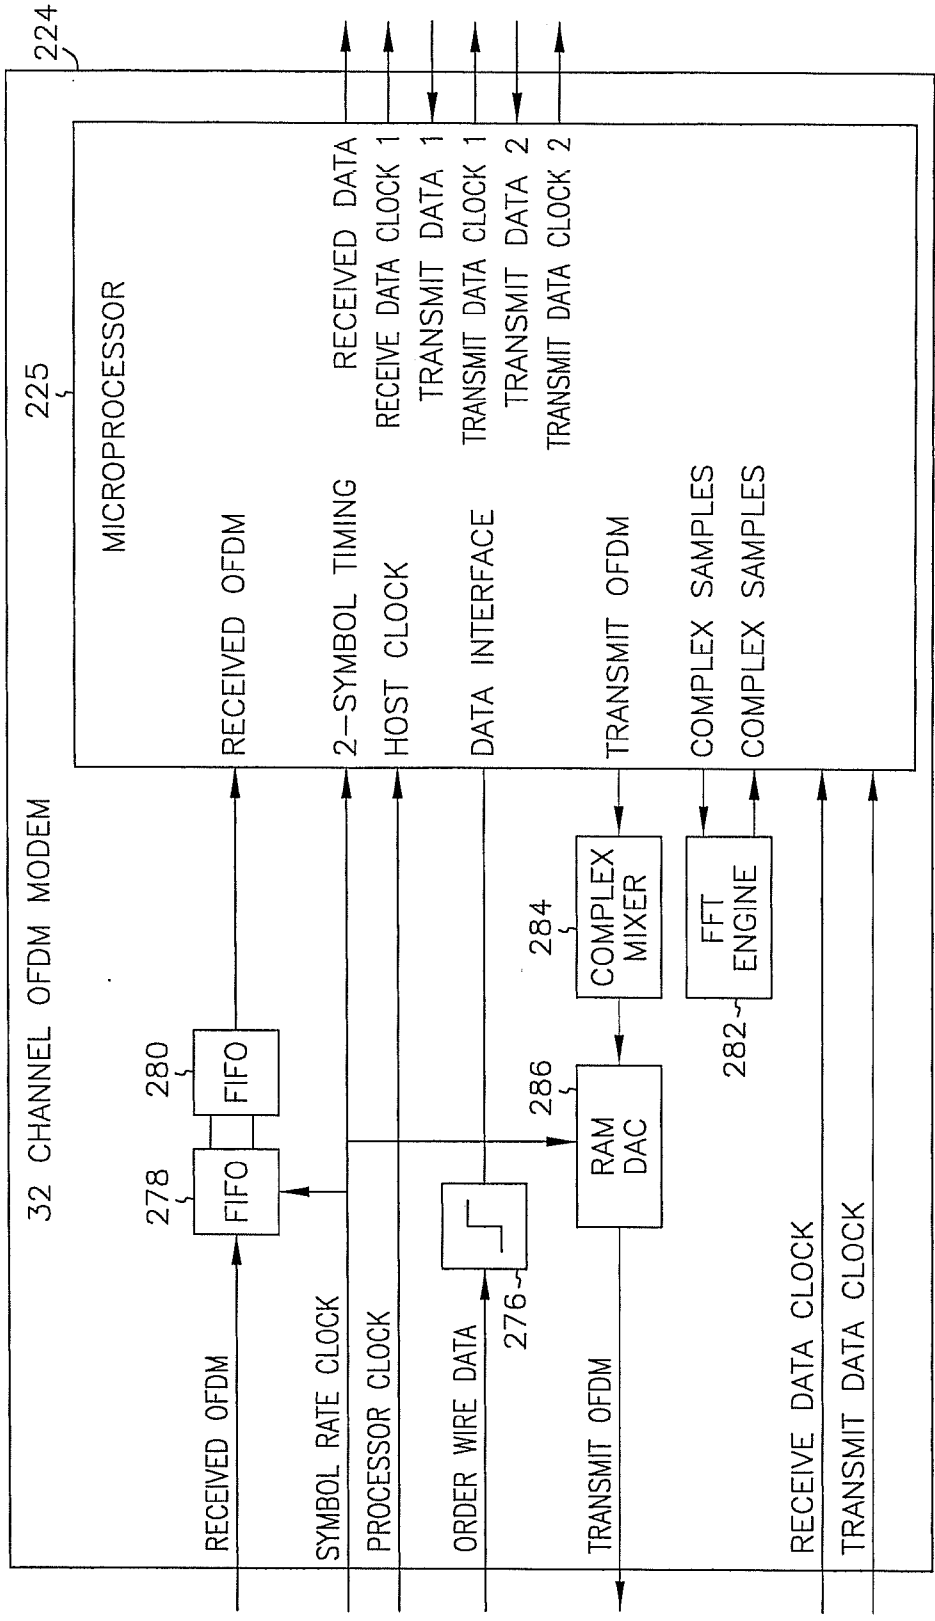 224
32 CHANNEL OFDM MODEM
225
MICROPROCESSOR
RECEIVED OFDM
278
FIFO
280
FIFO
RECEIVED OFDM
SYMBOL RATE CLOCK
2-SYMBOL TIMING
RECEIVED DATA
PROCESSOR CLOCK
HOST CLOCK
RECEIVE DATA CLOCK 1
TRANSMIT DATA 1
ORDER WIRE DATA
276
DATA INTERFACE
TRANSMIT DATA CLOCK 1
TRANSMIT DATA 2
TRANSMIT DATA CLOCK 2
TRANSMIT OFDM
286
RAM
DAC
284
COMPLEX
MIXER
TRANSMIT OFDM
282
FFT
ENGINE
COMPLEX SAMPLES
COMPLEX SAMPLES
RECEIVE DATA CLOCK
TRANSMIT DATA CLOCK